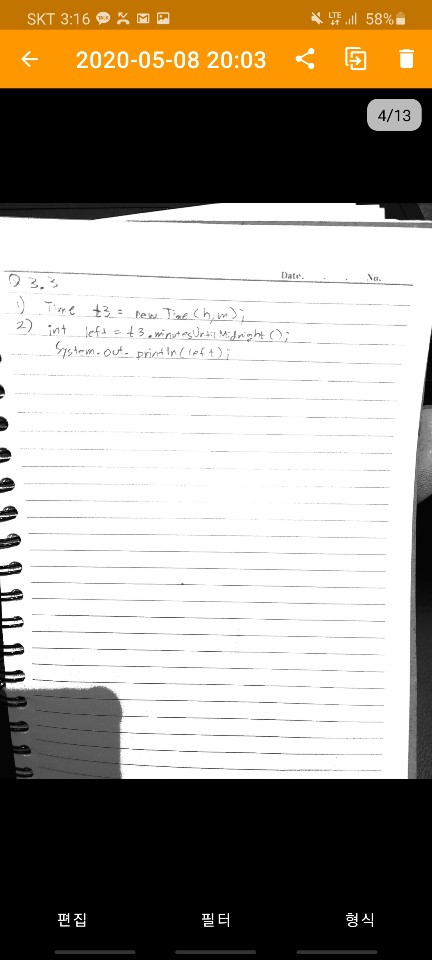 SKT 3:16
LTE
58%
2020-05-08 20:03
4/13
Date. . . No.
Q 3.3
1) Time t3 = new Time(h,m);
2) int left = t3.minutesUntilMidnight();
System.out.println(left);
편집 필터 형식